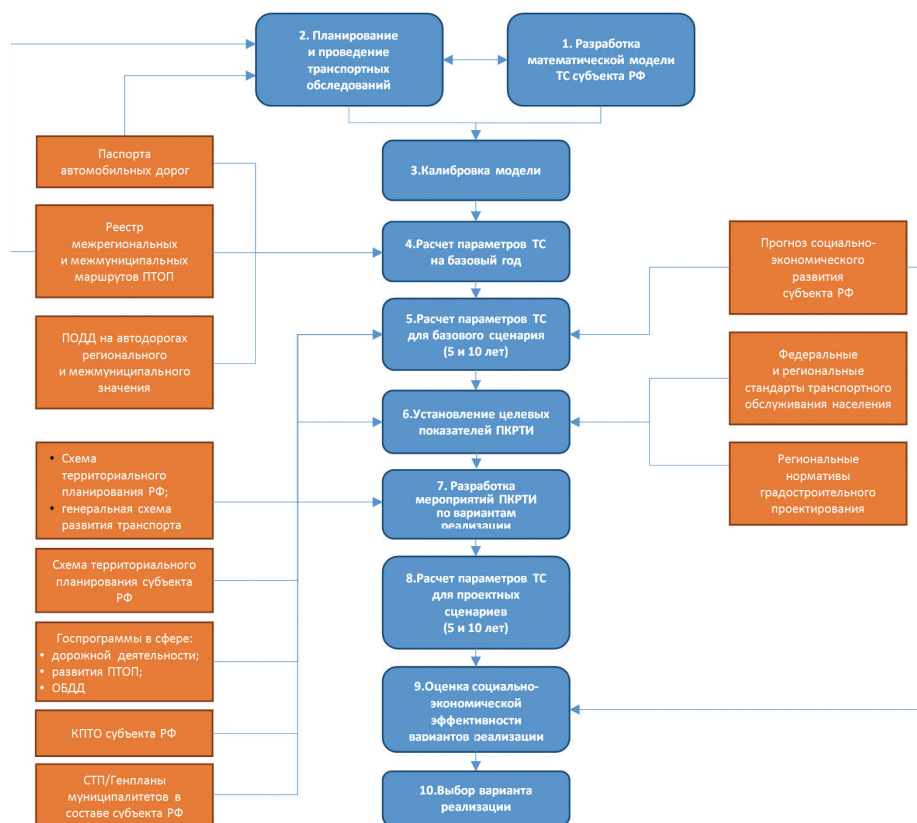 2. Планирование
и проведение
транспортных
обследований
1. Разработка
математической модели
ТС субъекта РФ
Паспорта
автомобильных дорог
3.Калибровка модели
Реестр
межрегиональных
и межмуниципальных
маршрутов ПТОП
4.Расчет параметров ТС
на базовый год
Прогноз социально-
экономического
развития
субъекта РФ
ПОДД на автодорогах
регионального
и межмуниципального
значения
5.Расчет параметров ТС
для базового сценария
(5 и 10 лет)
Федеральные
и региональные
стандарты транспортного
обслуживания населения
6.Установление целевых
показателей ПКРТИ
• Схема
территориального
планирования РФ;
• генеральная схема
развития транспорта
7. Разработка
мероприятий ПКРТИ
по вариантам
реализации
Региональные
нормативы
градостроительного
проектирования
Схема территориального
планирования субъекта
РФ
8.Расчет параметров ТС
для проектных
сценариев
(5 и 10 лет)
Госпрограммы в сфере:
• дорожной деятельности;
• развития ПТОП;
• ОБДД
9.Оценка социально-
экономической
эффективности
вариантов реализации
КПТО субъекта РФ
СТП/Генпланы
муниципалитетов в
составе субъекта РФ
10.Выбор варианта
реализации